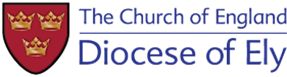 The Church of England
Diocese of Ely